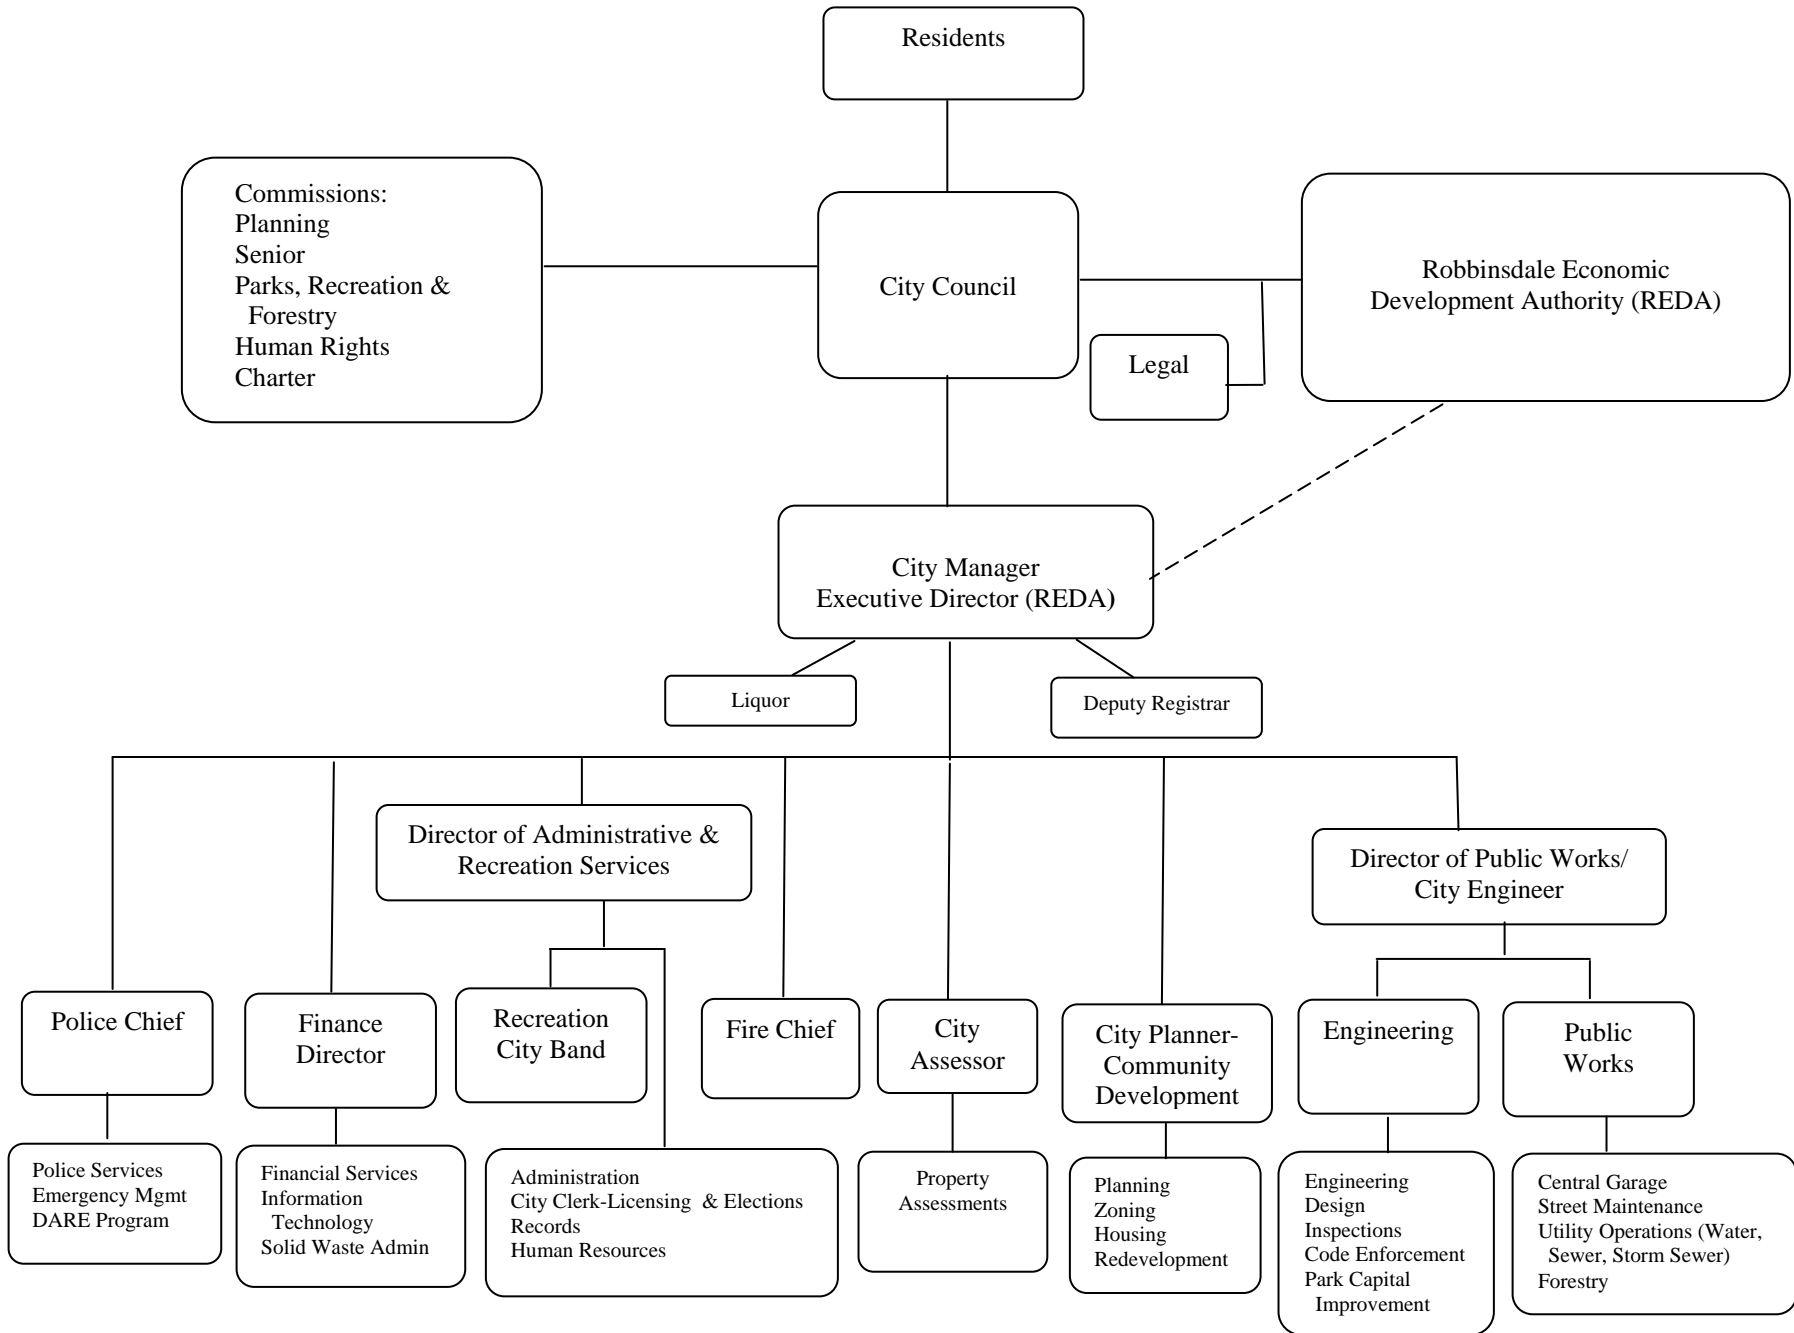 Residents
Commissions:
Planning
Senior
Parks, Recreation &
Forestry
Human Rights
Charter
City Council
Robbinsdale Economic
Development Authority (REDA)
Legal
City Manager
Executive Director (REDA)
Liquor
Deputy Registrar
Director of Administrative &
Recreation Services
Director of Public Works/
City Engineer
Police Chief
Finance
Director
Recreation
City Band
Fire Chief
City
Assessor
City Planner-
Community
Development
Engineering
Public
Works
Police Services
Emergency Mgmt
DARE Program
Financial Services
Information
Technology
Solid Waste Admin
Administration
City Clerk-Licensing & Elections
Records
Human Resources
Property
Assessments
Planning
Zoning
Housing
Redevelopment
Engineering
Design
Inspections
Code Enforcement
Park Capital
Improvement
Central Garage
Street Maintenance
Utility Operations (Water,
Sewer, Storm Sewer)
Forestry